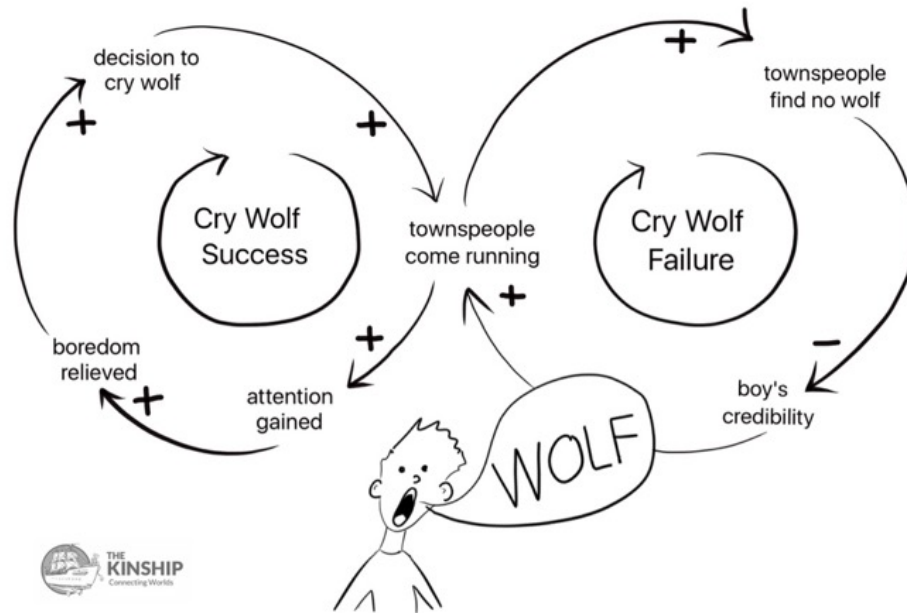 decision to
cry wolf
+
+
Cry Wolf
Success
boredom
relieved
+
attention
gained
+
townspeople
come running
+
+
townspeople
find no wolf
Cry Wolf
Failure
−
boy's
credibility
WOLF
THE
KINSHIP
Connecting Worlds